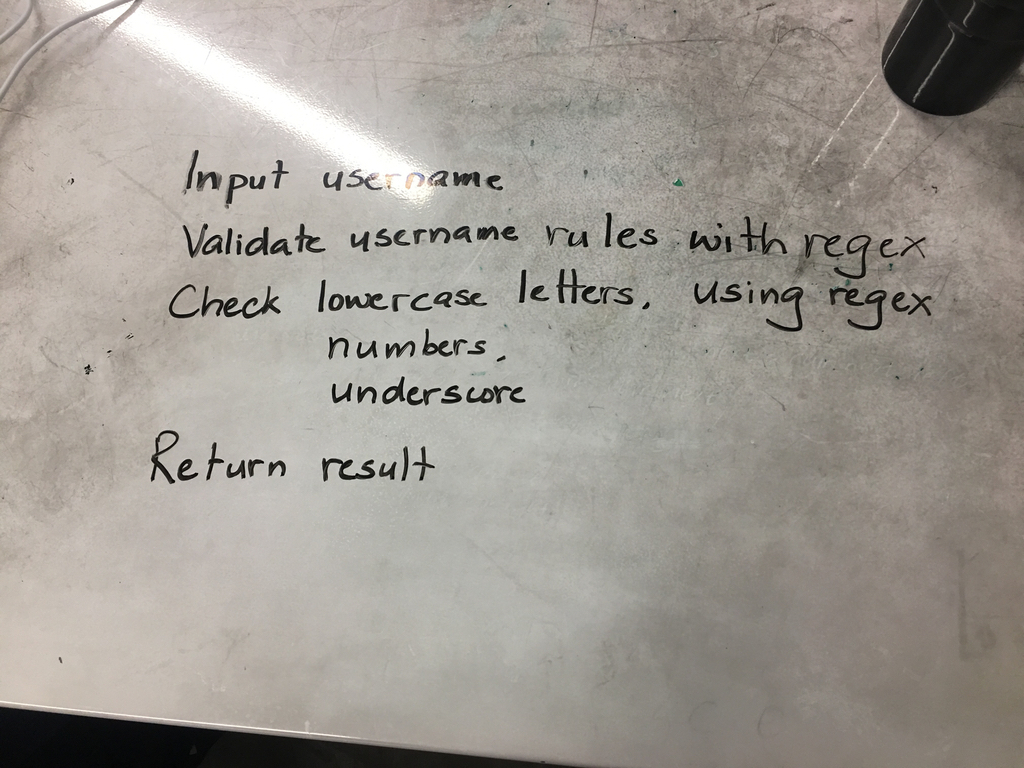 Input username
Validate username rules with regex
Check lowercase letters, using regex
numbers,
underscore
Return result